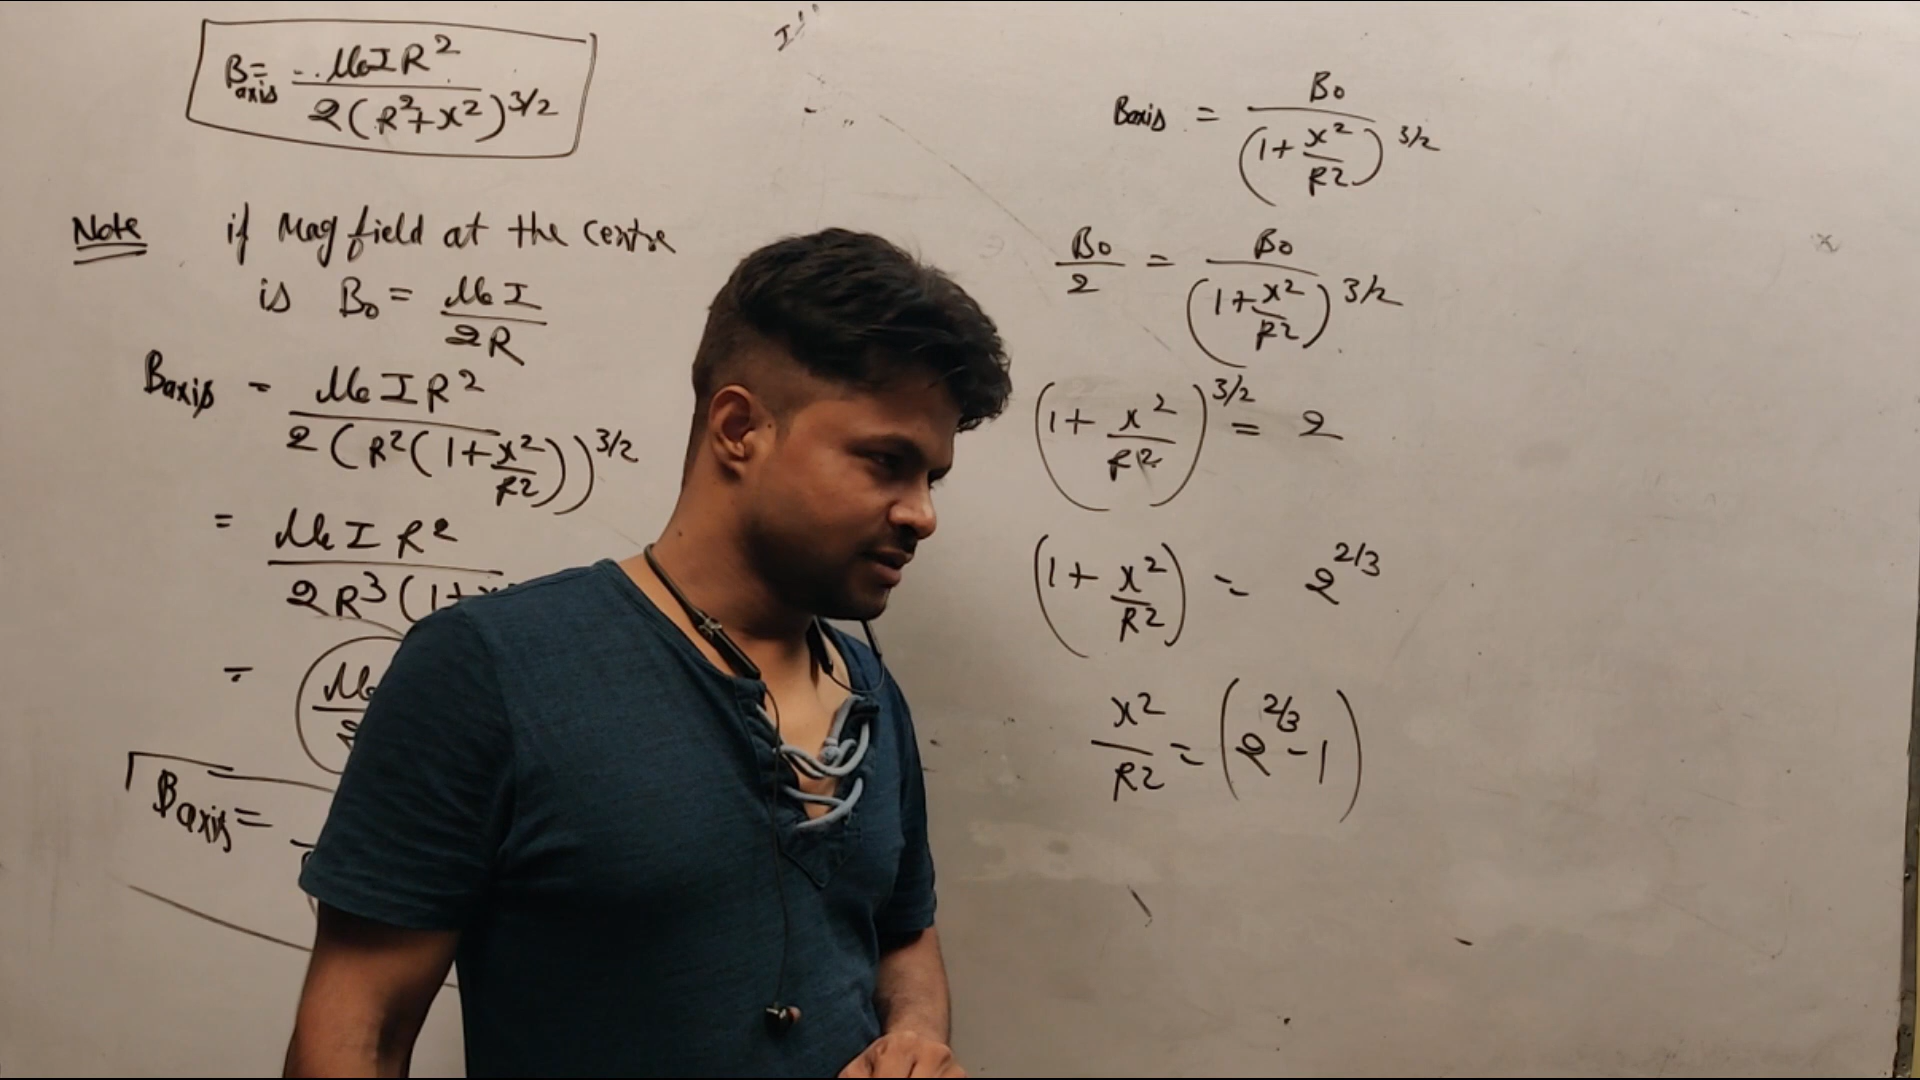 B_axis = μ₀IR² / 2(R²+x²)^3/2
Note if Mag field at the centre
is B₀ = μ₀I / 2R
B_axis = μ₀IR² / 2(R²(1+x²/R²))^3/2
= μ₀IR² / 2R³(1+x
= μ₀
B_axis =
B_axis = B₀ / (1+x²/R²)^3/2
B₀/2 = B₀ / (1+x²/R²)^3/2
(1+x²/R²)^3/2 = 2
(1+x²/R²) = 2^2/3
x²/R² = (2^2/3 - 1)